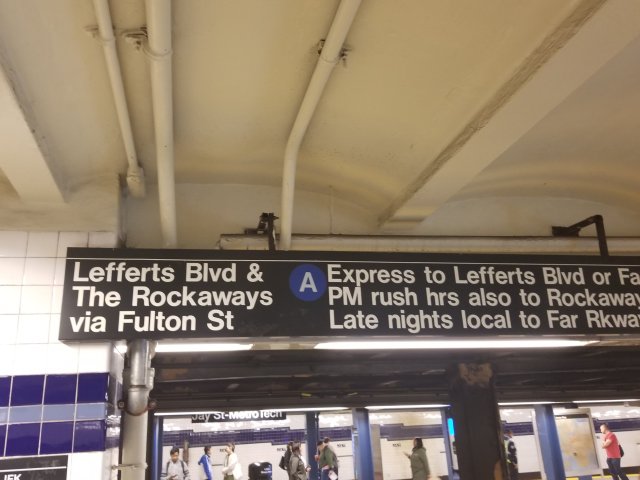 Lefferts Blvd &
The Rockaways
via Fulton St
A
Express to Lefferts Blvd or Fa
PM rush hrs also to Rockaway
Late nights local to Far Rkwa
Jay St-MetroTech